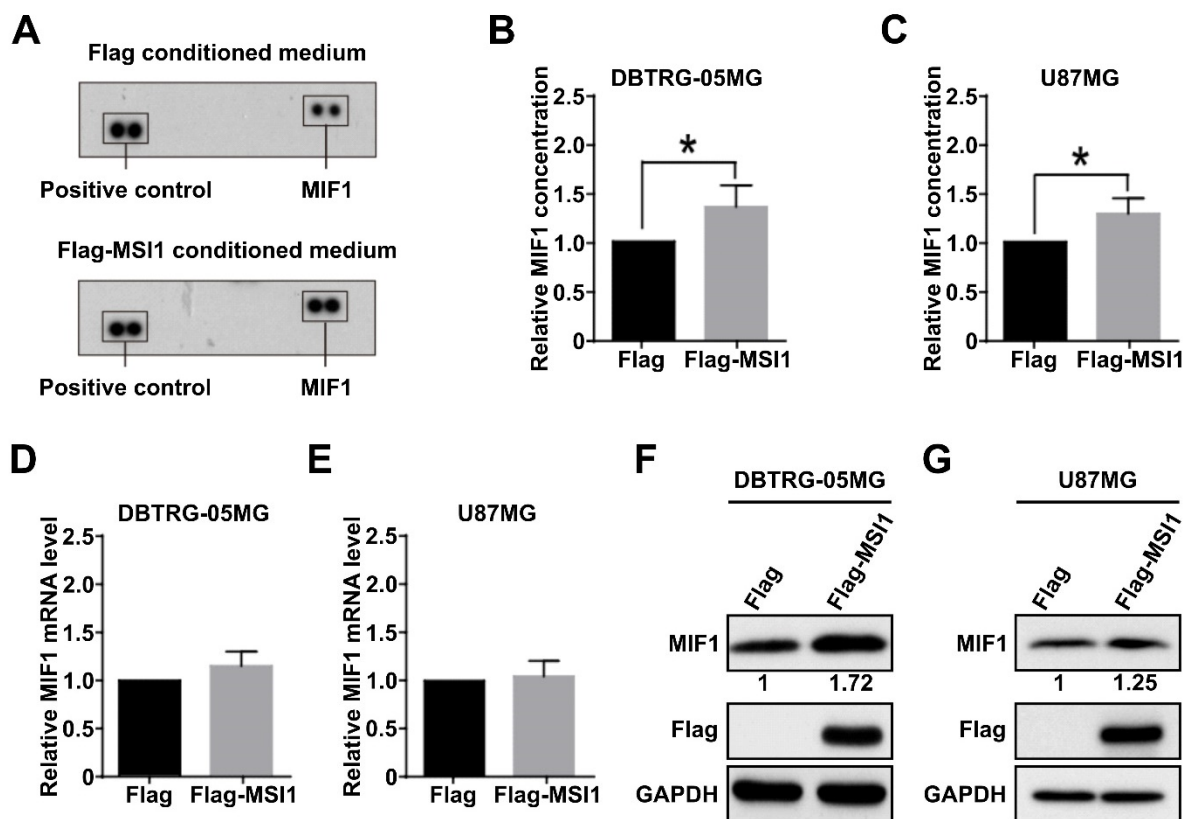 A
Flag conditioned medium
Positive control MIF1
Flag-MSI1 conditioned medium
Positive control MIF1
B
DBTRG-05MG
Relative MIF1 concentration
2.5
2.0
1.5
1.0
0.5
0
*
Flag Flag-MSI1
C
U87MG
Relative MIF1 concentration
2.5
2.0
1.5
1.0
0.5
0
*
Flag Flag-MSI1
D
DBTRG-05MG
Relative MIF1 mRNA level
2.5
2.0
1.5
1.0
0.5
0
Flag Flag-MSI1
E
U87MG
Relative MIF1 mRNA level
2.5
2.0
1.5
1.0
0.5
0
Flag Flag-MSI1
F
DBTRG-05MG
Flag Flag-MSI1
MIF1
1 1.72
Flag
GAPDH
G
U87MG
Flag Flag-MSI1
MIF1
1 1.25
Flag
GAPDH